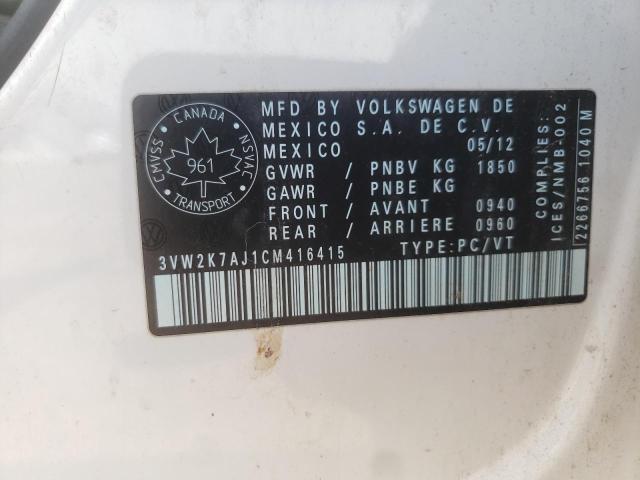 CANADA
CMVSS
NSVAC
961
TRANSPORT
MFD BY VOLKSWAGEN DE
MEXICO S.A. DE C.V.
MEXICO 05/12
GVWR / PNBV KG 1850
GAWR / PNBE KG
FRONT / AVANT 0940
REAR / ARRIERE 0960
3VW2K7AJ1CM416415 TYPE:PC/VT
COMPLIES:
ICES/NMB-002
2266756 1040 M